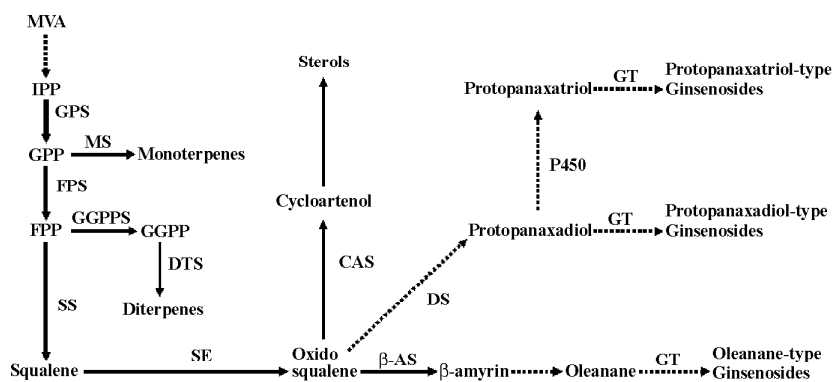 MVA
IPP
GPS
GPP
MS
Monoterpenes
FPS
FPP
GGPPS
GGPP
DTS
Diterpenes
SS
Squalene
SE
Oxido
squalene
CAS
Cycloartenol
Sterols
DS
Protopanaxadiol
GT
Protopanaxadiol-type
Ginsenosides
P450
Protopanaxatriol
GT
Protopanaxatriol-type
Ginsenosides
β-AS
β-amyrin
Oleanane
GT
Oleanane-type
Ginsenosides